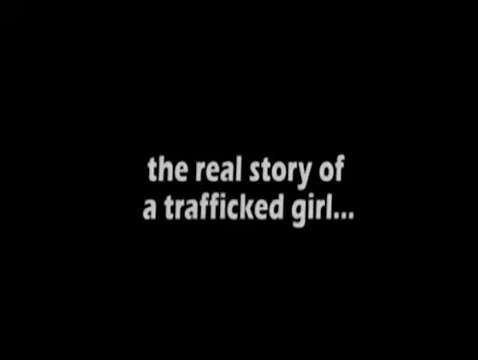 the real story of
a trafficked girl...